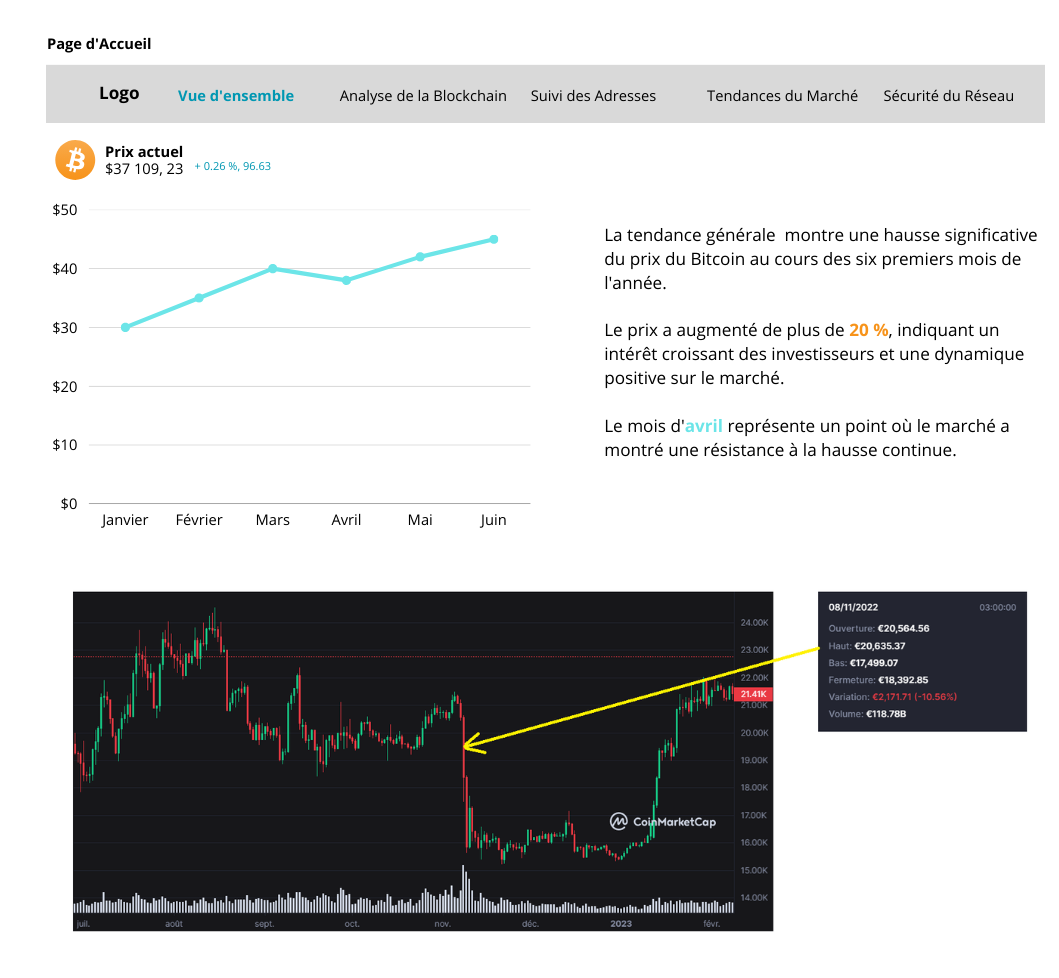 Page d'Accueil
Logo Vue d'ensemble Analyse de la Blockchain Suivi des Adresses Tendances du Marché Sécurité du Réseau
Prix actuel
$37 109, 23 + 0.26 %, 96.63
$50
$40
$30
$20
$10
$0
Janvier Février Mars Avril Mai Juin
La tendance générale montre une hausse significative
du prix du Bitcoin au cours des six premiers mois de
l'année.
Le prix a augmenté de plus de 20 %, indiquant un
intérêt croissant des investisseurs et une dynamique
positive sur le marché.
Le mois d'avril représente un point où le marché a
montré une résistance à la hausse continue.
24.00K
23.00K
22.00K
21.41K
21.00K
20.00K
19.00K
18.00K
17.00K
16.00K
15.00K
14.00K
CoinMarketCap
juil. août sept. oct. nov. déc. 2023 févr.
08/11/2022 03:00:00
Ouverture: €20,564.56
Haut: €20,635.37
Bas: €17,499.07
Fermeture: €18,392.85
Variation: €2,171.71 (-10.56%)
Volume: €118.78B